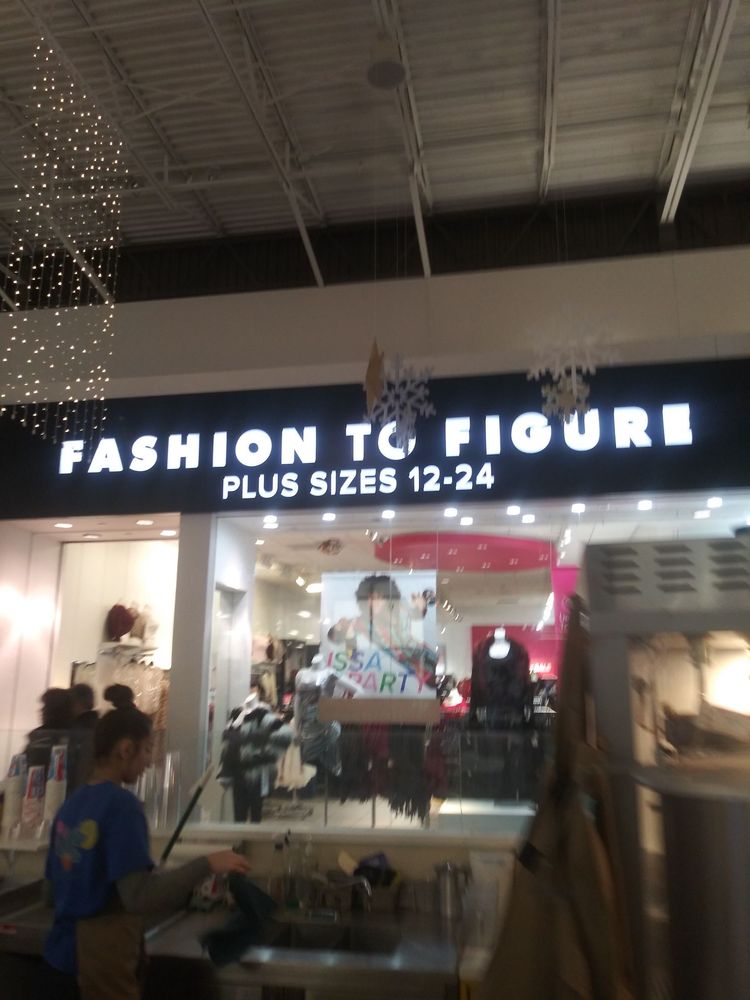 FASHION TO FIGURE
PLUS SIZES 12-24
ISSA
PARTY